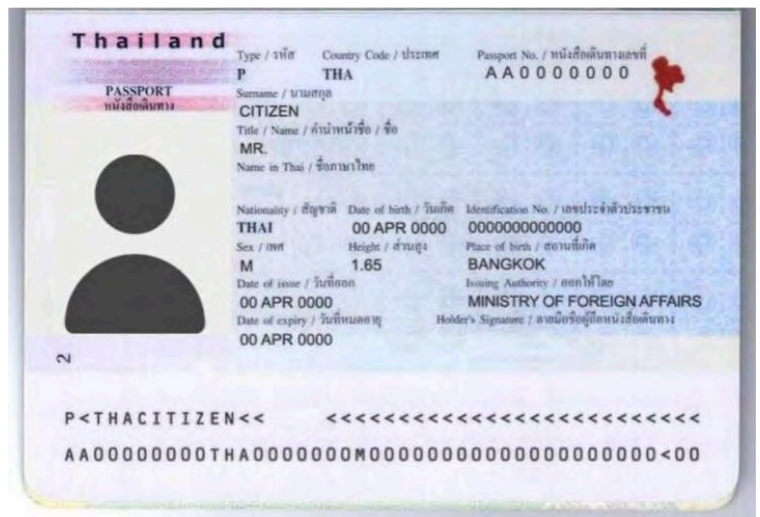 Thailand
PASSPORT
หนังสือเดินทาง
Type / รหัส Country Code / ประเทศ Passport No. / หนังสือเดินทางเลขที่
P THA AA0000000
Surname / นามสกุล
CITIZEN
Title / Name / คำนำหน้าชื่อ / ชื่อ
MR.
Name in Thai / ชื่อภาษาไทย
Nationality / สัญชาติ Date of birth / วันเกิด Identification No. / เลขประจำตัวประชาชน
THAI 00 APR 0000 0000000000000
Sex / เพศ Height / ส่วนสูง Place of birth / สถานที่เกิด
M 1.65 BANGKOK
Date of issue / วันที่ออก Issuing Authority / ออกให้โดย
00 APR 0000 MINISTRY OF FOREIGN AFFAIRS
Date of expiry / วันที่หมดอายุ Holder's Signature / ลายมือชื่อผู้ถือหนังสือเดินทาง
00 APR 0000
2
P<THACITIZEN<< <<<<<<<<<<<<<<<<<<<<<<<<<<
AA00000000THA0000000M00000000000000000000<00